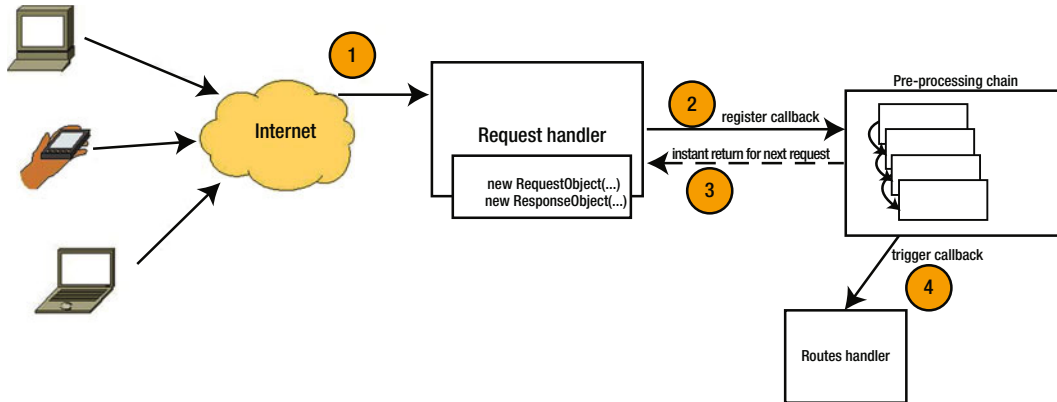 1
Internet
Request handler
new RequestObject(...)
new ResponseObject(...)
2
register callback
instant return for next request
3
Pre-processing chain
trigger callback
4
Routes handler